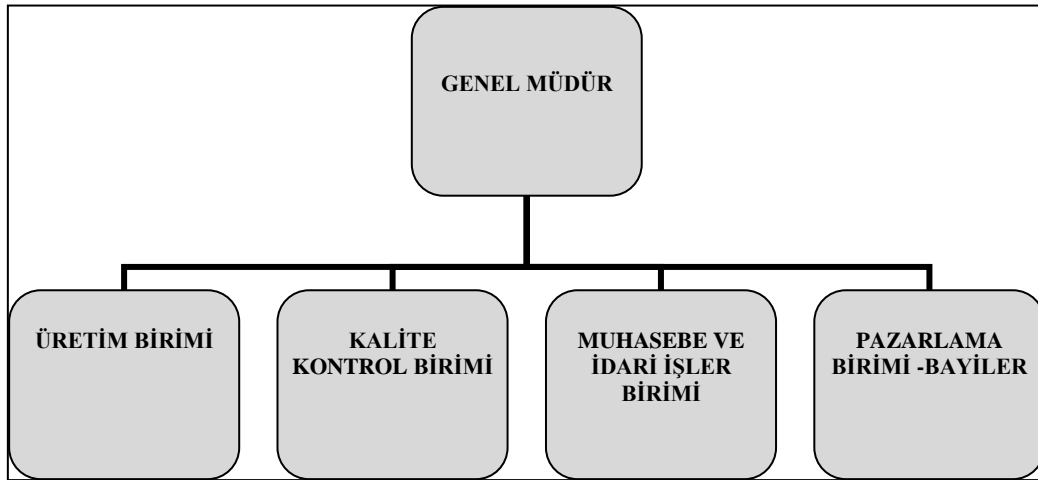 GENEL MÜDÜR
ÜRETİM BİRİMİ
KALİTE
KONTROL BİRİMİ
MUHASEBE VE
İDARİ İŞLER
BİRİMİ
PAZARLAMA
BİRİMİ -BAYİLER